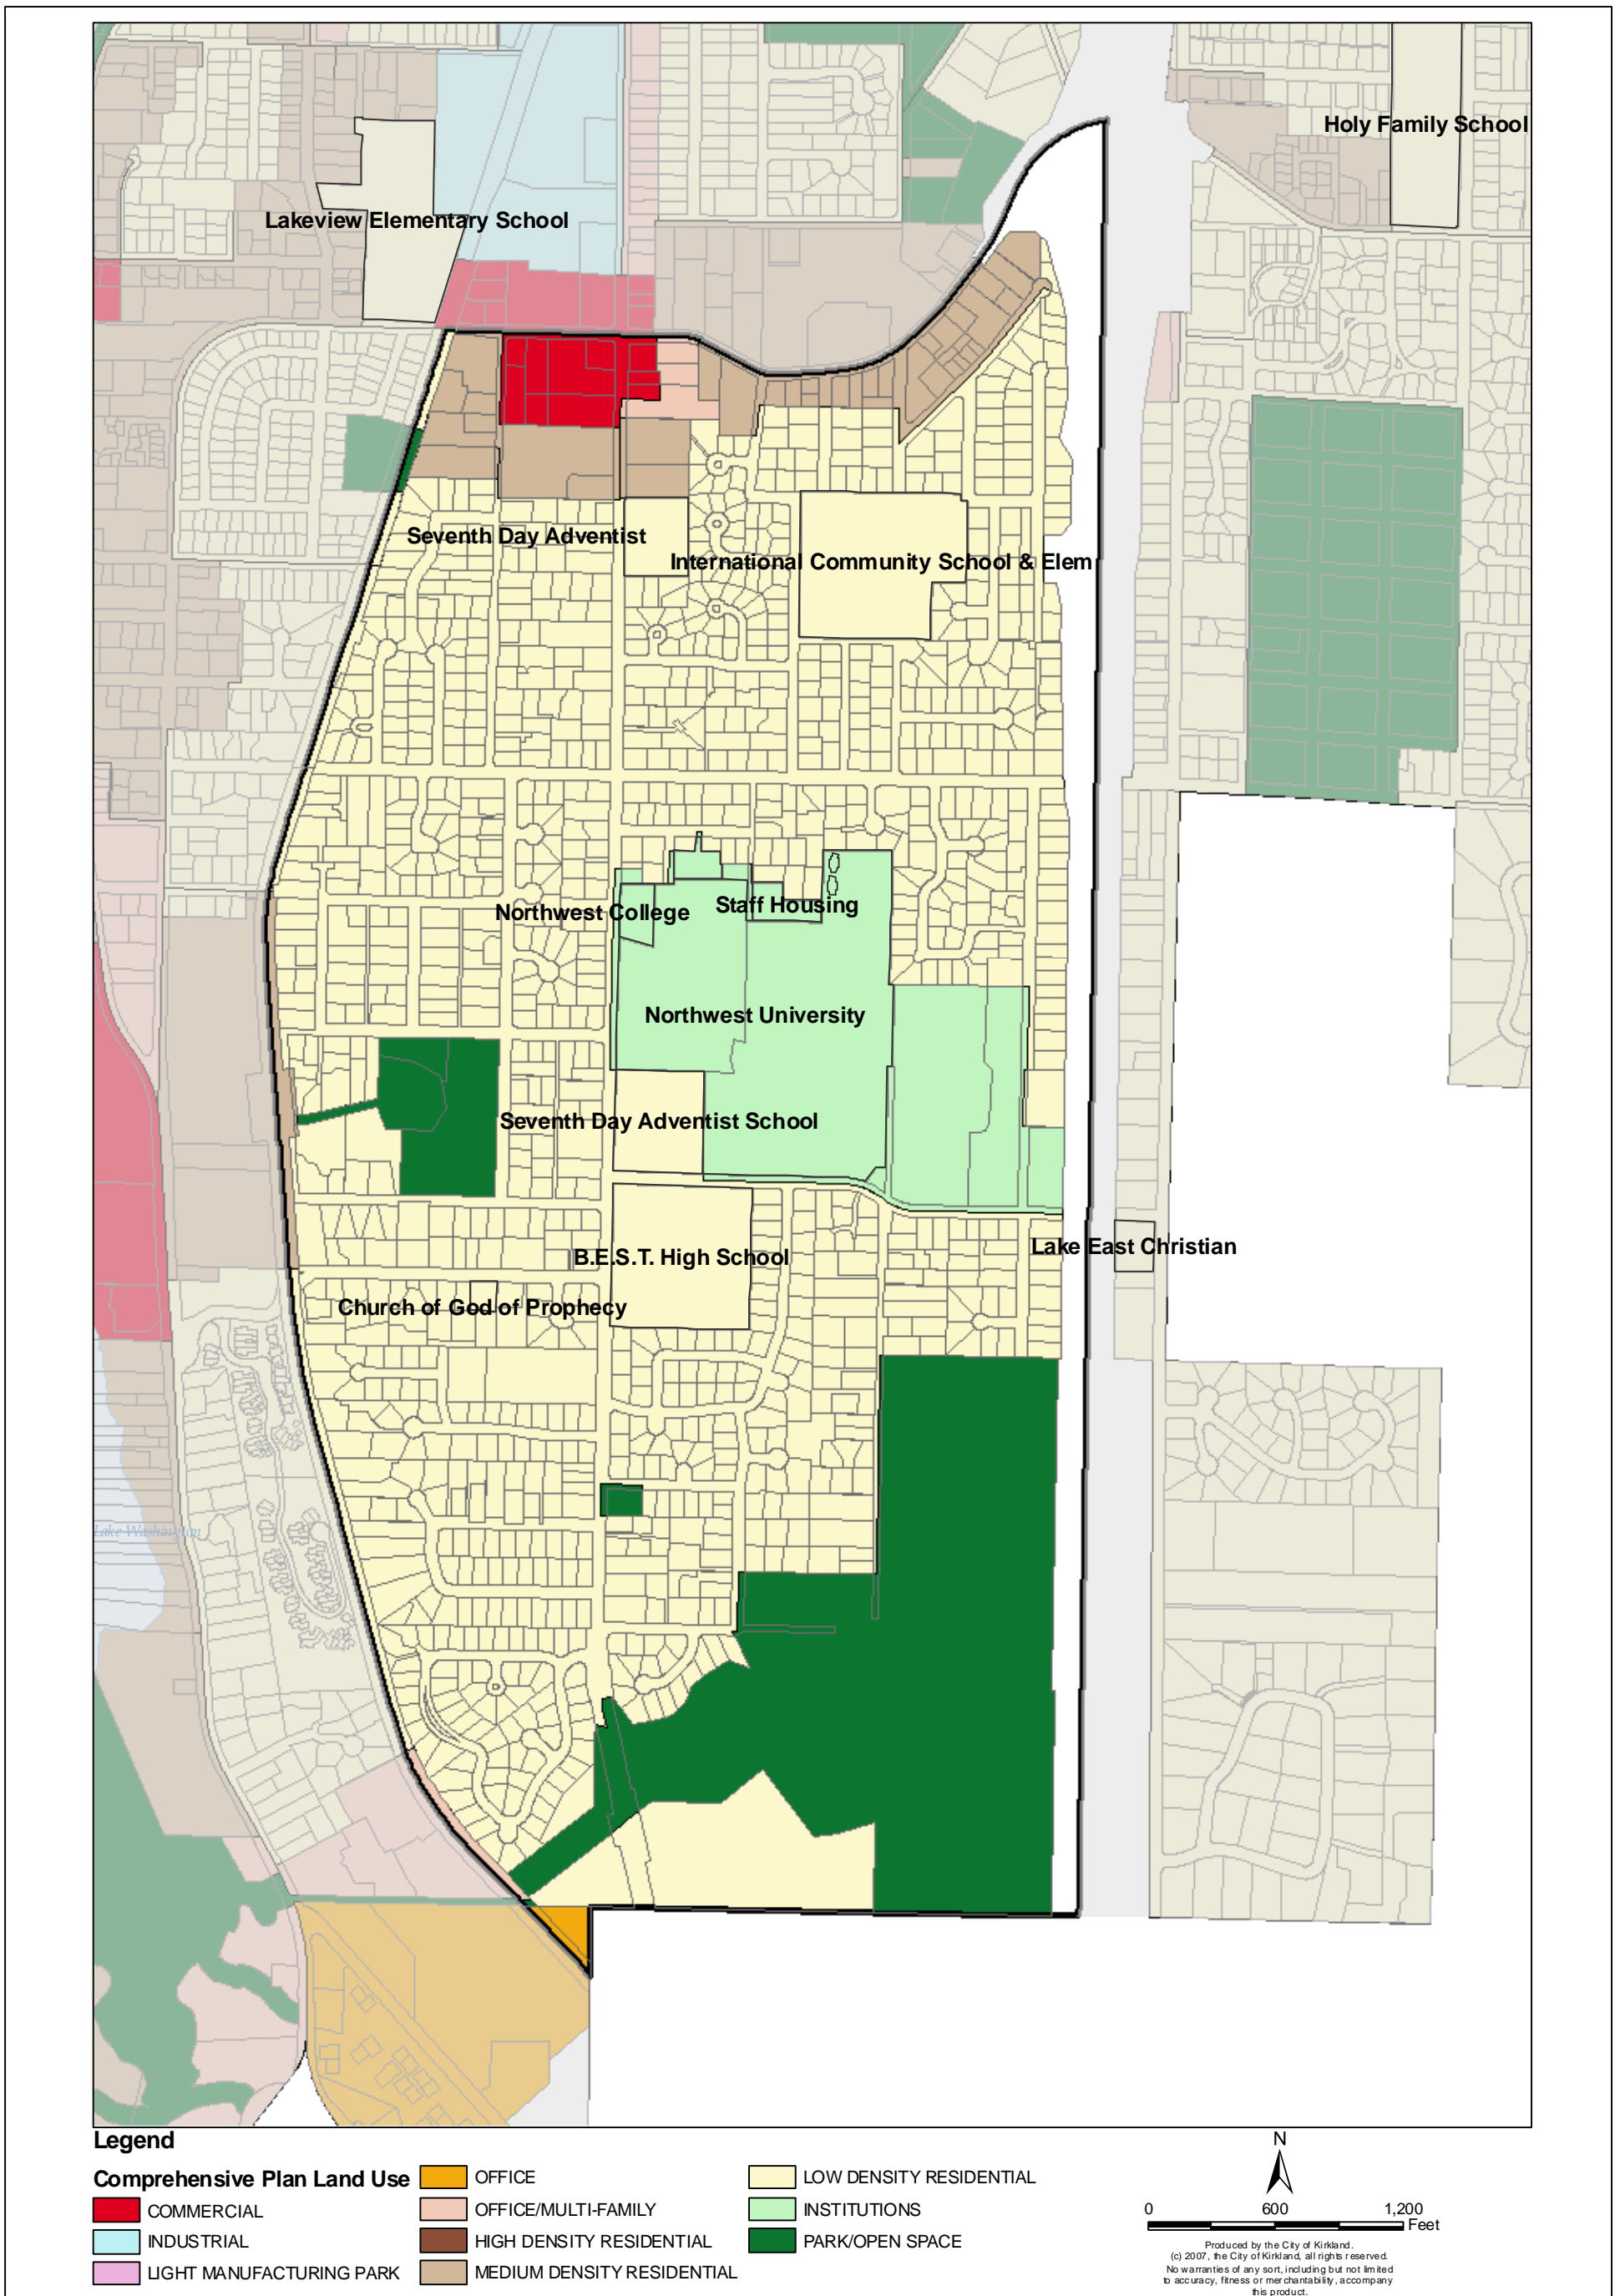 Holy Family School
Lakeview Elementary School
Seventh Day Adventist
International Community School & Elem
Northwest College
Staff Housing
Northwest University
Seventh Day Adventist School
Lake East Christian
B.E.S.T. High School
Church of God of Prophecy
Lake Washington
Legend
Comprehensive Plan Land Use
COMMERCIAL
INDUSTRIAL
LIGHT MANUFACTURING PARK
OFFICE
OFFICE/MULTI-FAMILY
HIGH DENSITY RESIDENTIAL
MEDIUM DENSITY RESIDENTIAL
LOW DENSITY RESIDENTIAL
INSTITUTIONS
PARK/OPEN SPACE
N
0 600 1,200
Feet
Produced by the City of Kirkland.
(c) 2007, the City of Kirkland, all rights reserved.
No warranties of any sort, including but not limited
to accuracy, fitness or merchantability, accompany
this product.